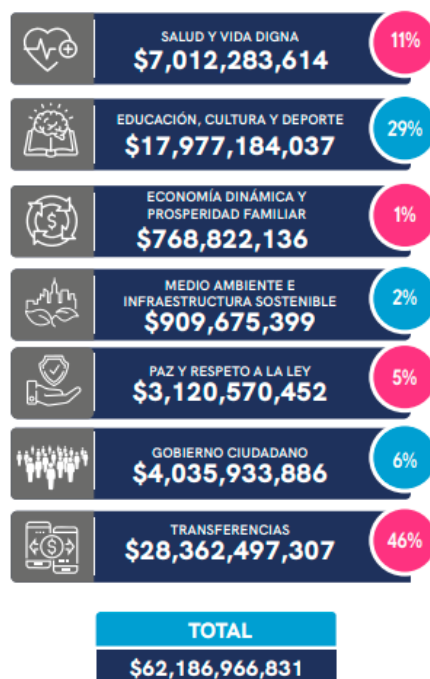 SALUD Y VIDA DIGNA
$7,012,283,614
11%
EDUCACIÓN, CULTURA Y DEPORTE
$17,977,184,037
29%
ECONOMÍA DINÁMICA Y
PROSPERIDAD FAMILIAR
$768,822,136
1%
MEDIO AMBIENTE E
INFRAESTRUCTURA SOSTENIBLE
$909,675,399
2%
PAZ Y RESPETO A LA LEY
$3,120,570,452
5%
GOBIERNO CIUDADANO
$4,035,933,886
6%
TRANSFERENCIAS
$28,362,497,307
46%
TOTAL
$62,186,966,831